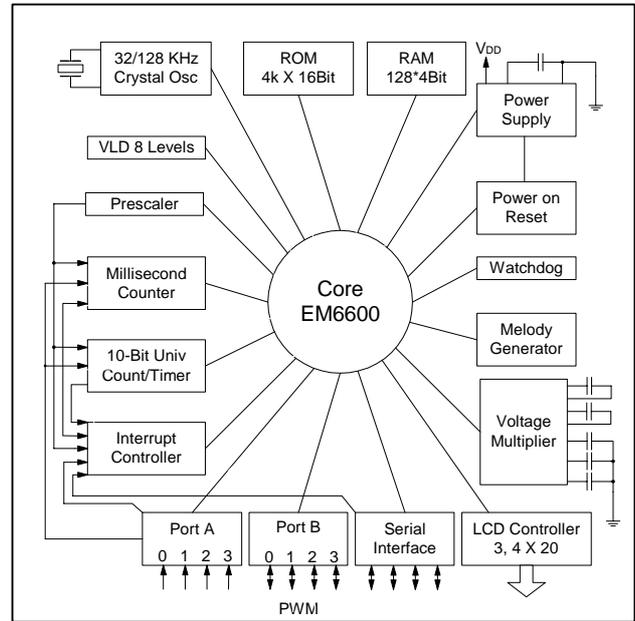 32/128 KHz
Crystal Osc
ROM
4k X 16Bit
RAM
128*4Bit
VDD
Power
Supply
VLD 8 Levels
Prescaler
Power on
Reset
Millisecond
Counter
Core
EM6600
Watchdog
10-Bit Univ
Count/Timer
Melody
Generator
Interrupt
Controller
Voltage
Multiplier
Port A
0 1 2 3
Port B
0 1 2 3
Serial
Interface
LCD Controller
3, 4 X 20
PWM